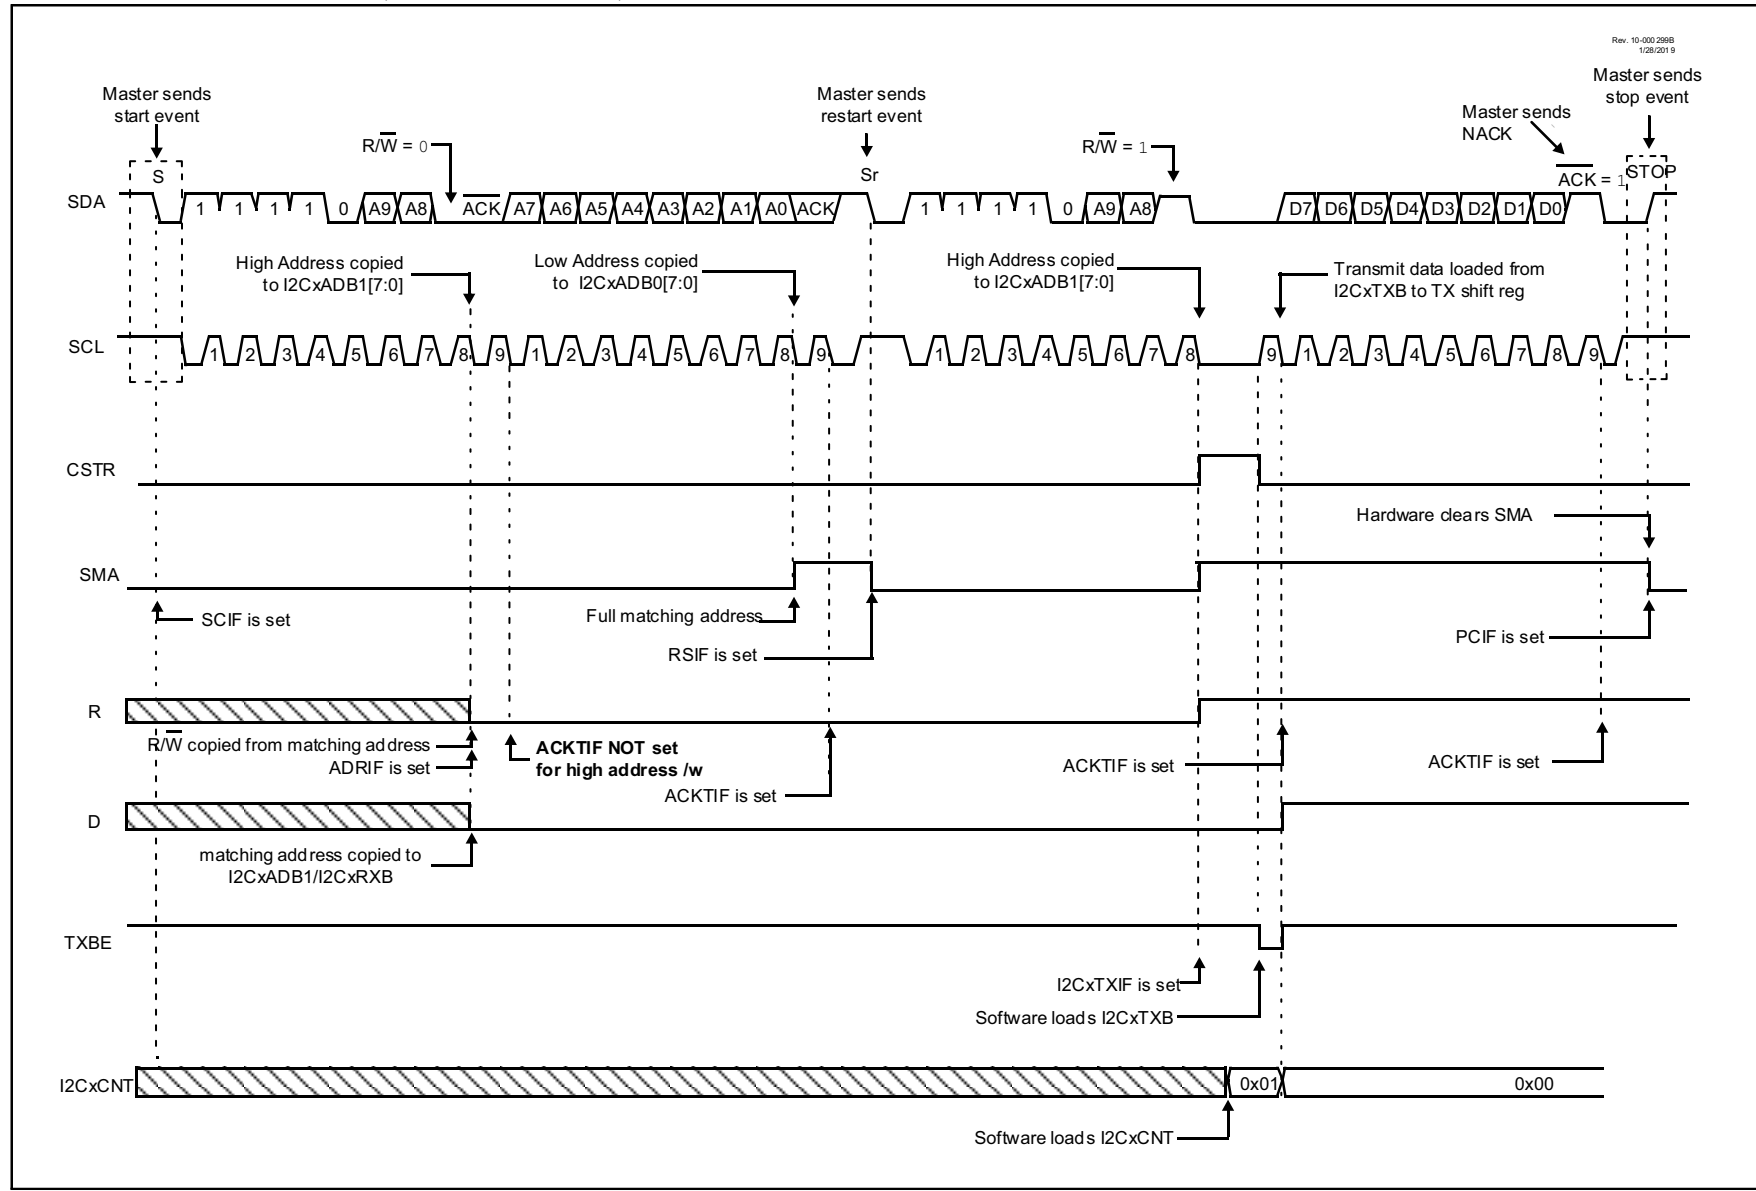 Rev. 10-000 299B
1/28/201 9
Master sends
start event
Master sends
restart event
Master sends
stop event
Master sends
NACK
R/W = 0
R/W = 1
S
Sr
ACK = 1
STOP
SDA
1 1 1 1 0 A9 A8 ACK A7 A6 A5 A4 A3 A2 A1 A0 ACK 1 1 1 1 0 A9 A8 D7 D6 D5 D4 D3 D2 D1 D0
High Address copied
to I2CxADB1[7:0]
Low Address copied
to I2CxADB0[7:0]
High Address copied
to I2CxADB1[7:0]
Transmit data loaded from
I2CxTXB to TX shift reg
SCL
1 2 3 4 5 6 7 8 9 1 2 3 4 5 6 7 8 9 1 2 3 4 5 6 7 8 9 1 2 3 4 5 6 7 8 9
CSTR
Hardware clears SMA
SMA
SCIF is set
Full matching address
RSIF is set
PCIF is set
R
R/W copied from matching address
ADRIF is set
ACKTIF NOT set
for high address /w
ACKTIF is set
ACKTIF is set
ACKTIF is set
D
matching address copied to
I2CxADB1/I2CxRXB
TXBE
I2CxTXIF is set
Software loads I2CxTXB
I2CxCNT
0x01
0x00
Software loads I2CxCNT